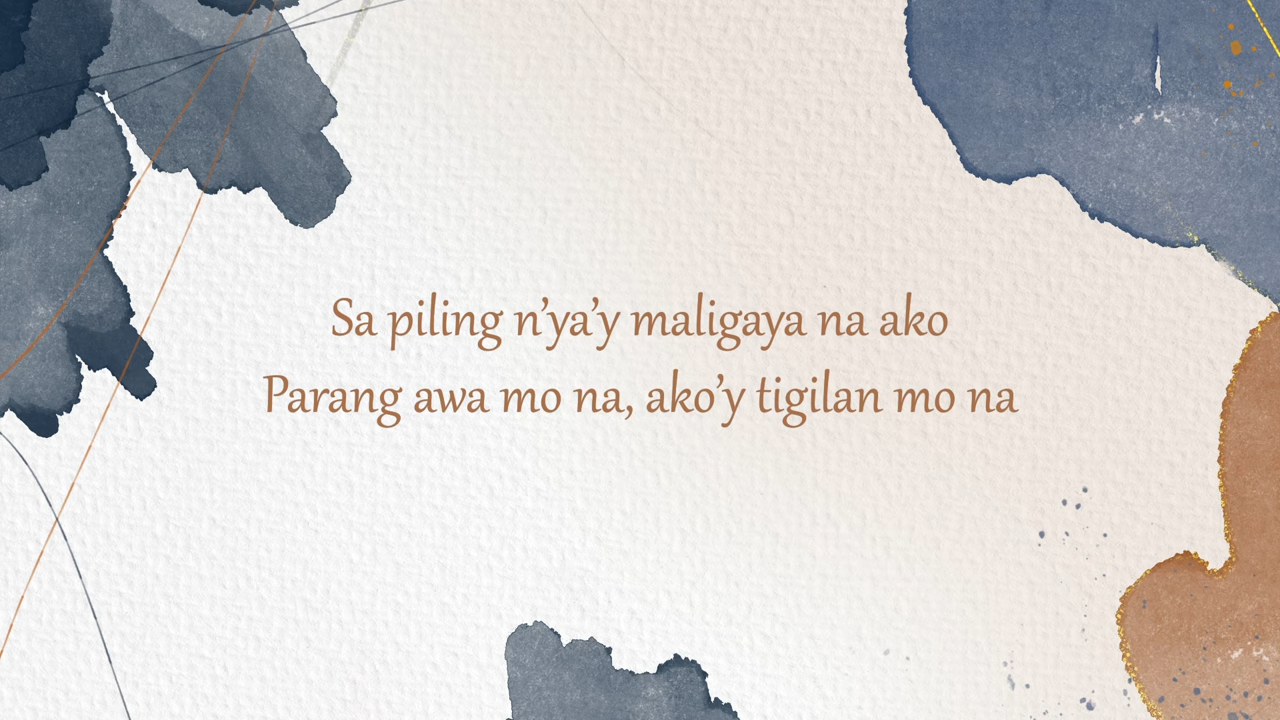 Sa piling n’ya’y maligaya na ako
Parang awa mo na, ako’y tigilan mo na